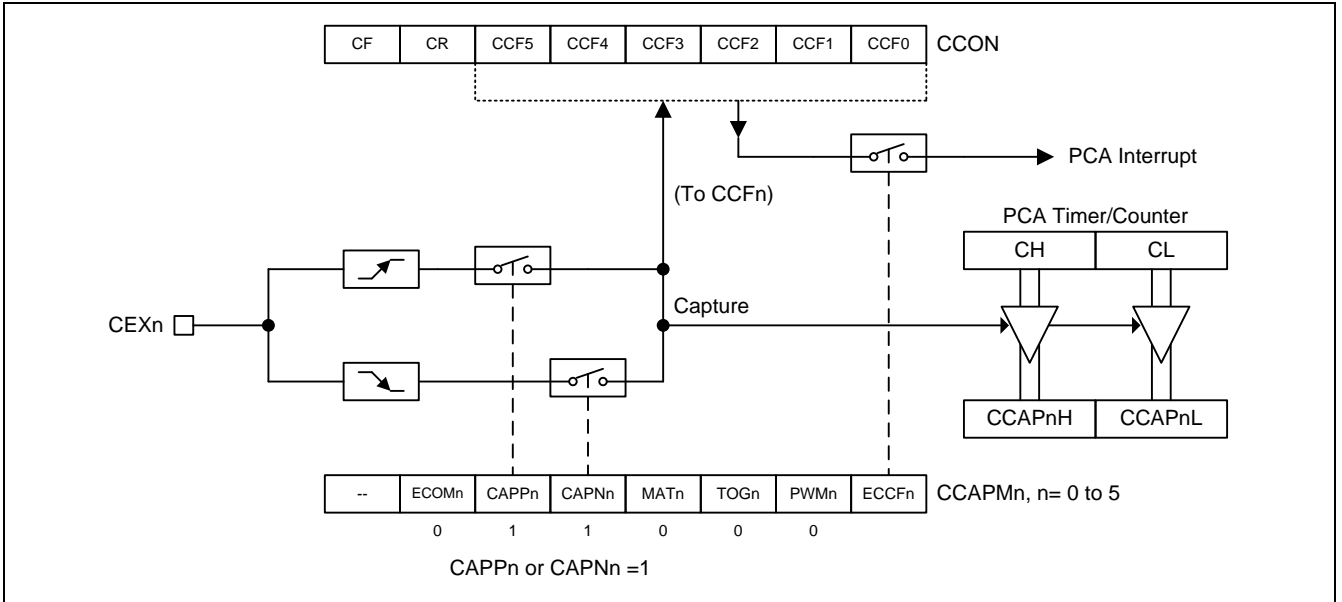 CF CR CCF5 CCF4 CCF3 CCF2 CCF1 CCF0 CCON
PCA Interrupt
(To CCFn)
PCA Timer/Counter
CH CL
Capture
CEXn
CCAPnH CCAPnL
-- ECOMn CAPPn CAPNn MATn TOGn PWMn ECCFn CCAPMn, n= 0 to 5
0 1 1 0 0 0
CAPPn or CAPNn =1